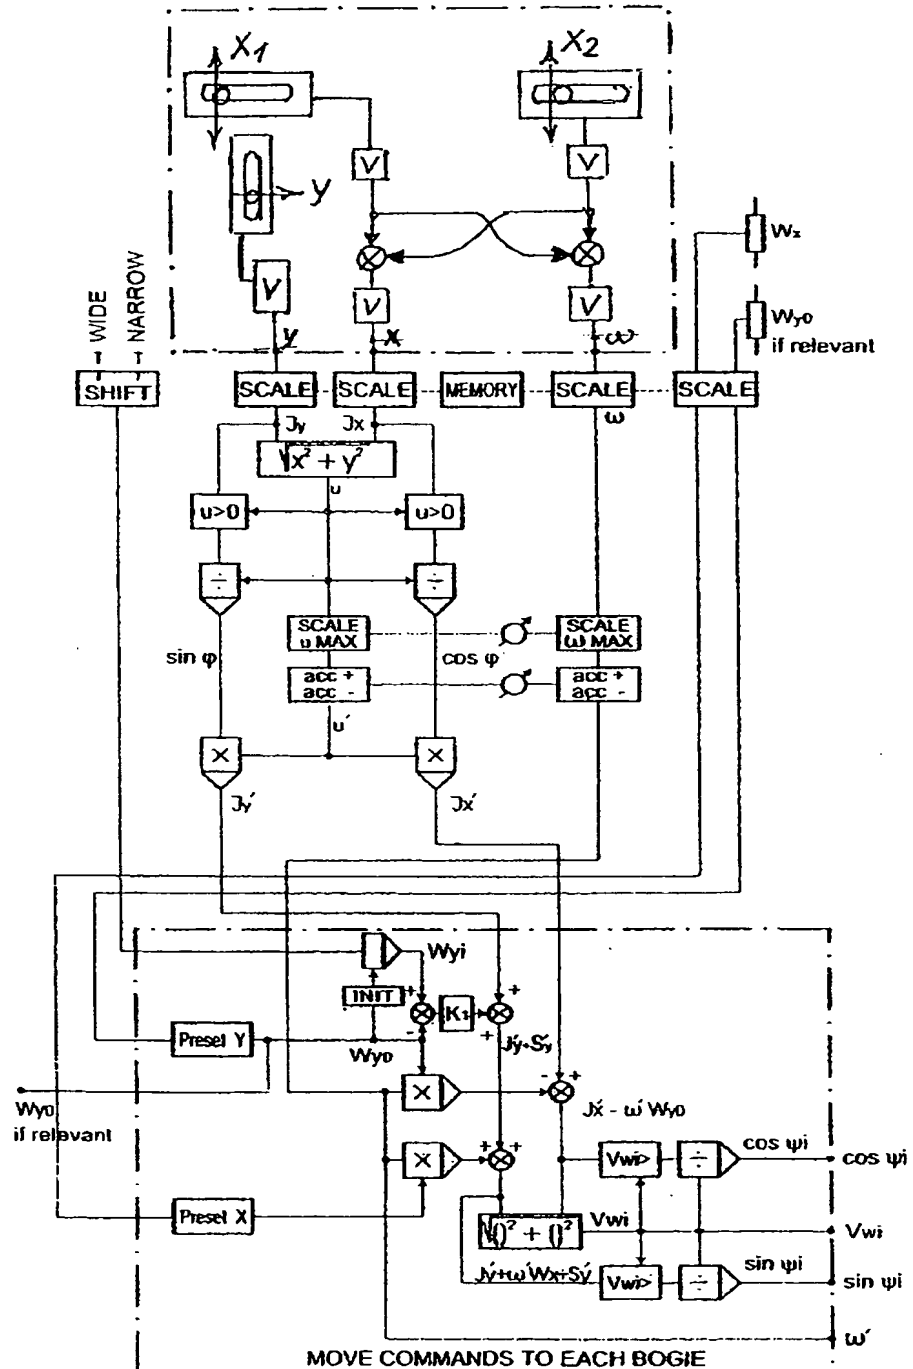 X1
X2
V
V
y
Wx
V
V
V
Wyo
if relevant
WIDE
NARROW
y
x
ω
SHIFT
SCALE
SCALE
MEMORY
SCALE
SCALE
Jy
Jx
ω
√x² + y²
u
u>0
u>0
÷
÷
SCALE
υ MAX
SCALE
ω MAX
sin φ
cos φ
acc +
acc -
acc +
acc -
u'
×
×
Jy'
Jx'
Wyi
INIT
+
+
K1
-
+
Jy'+Sy'
Preset Y
Wyo
-
+
×
Wyo
if relevant
Jx' - ω' Wyo
×
+
+
Vwi>
÷
cos ψi
cos ψi
Preset X
√()² + ()²
Vwi
Vwi
Jy'+ω'Wx+Sy'
Vwi>
÷
sin ψi
sin ψi
ω'
MOVE COMMANDS TO EACH BOGIE